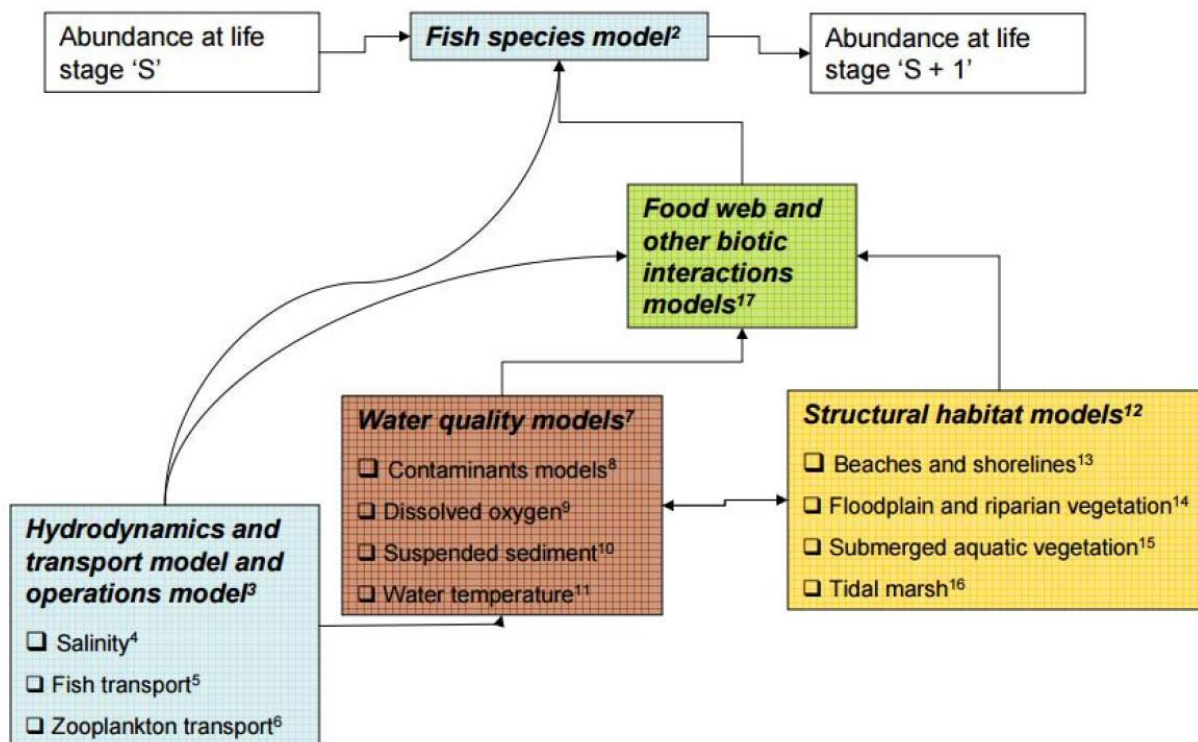 Abundance at life
stage ‘S’
Fish species model²
Abundance at life
stage ‘S + 1’
Food web and
other biotic
interactions
models¹⁷
Water quality models⁷
❑ Contaminants models⁸
❑ Dissolved oxygen⁹
❑ Suspended sediment¹⁰
❑ Water temperature¹¹
Structural habitat models¹²
❑ Beaches and shorelines¹³
❑ Floodplain and riparian vegetation¹⁴
❑ Submerged aquatic vegetation¹⁵
❑ Tidal marsh¹⁶
Hydrodynamics and
transport model and
operations model³
❑ Salinity⁴
❑ Fish transport⁵
❑ Zooplankton transport⁶